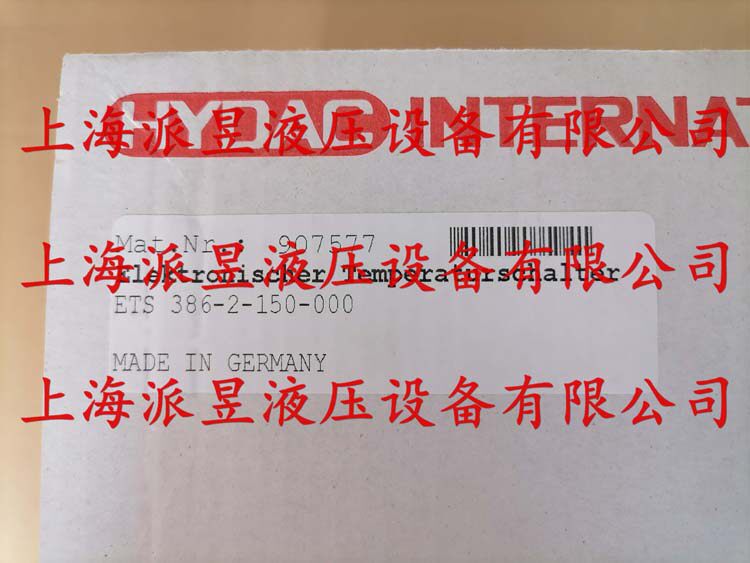 HYDAC INTERNAT
上海派昱液压设备有限公司
Mat.Nr.: 907577
上海派昱液压设备有限公司
Elektronischer Temperaturschalter
ETS 386-2-150-000
MADE IN GERMANY
上海派昱液压设备有限公司